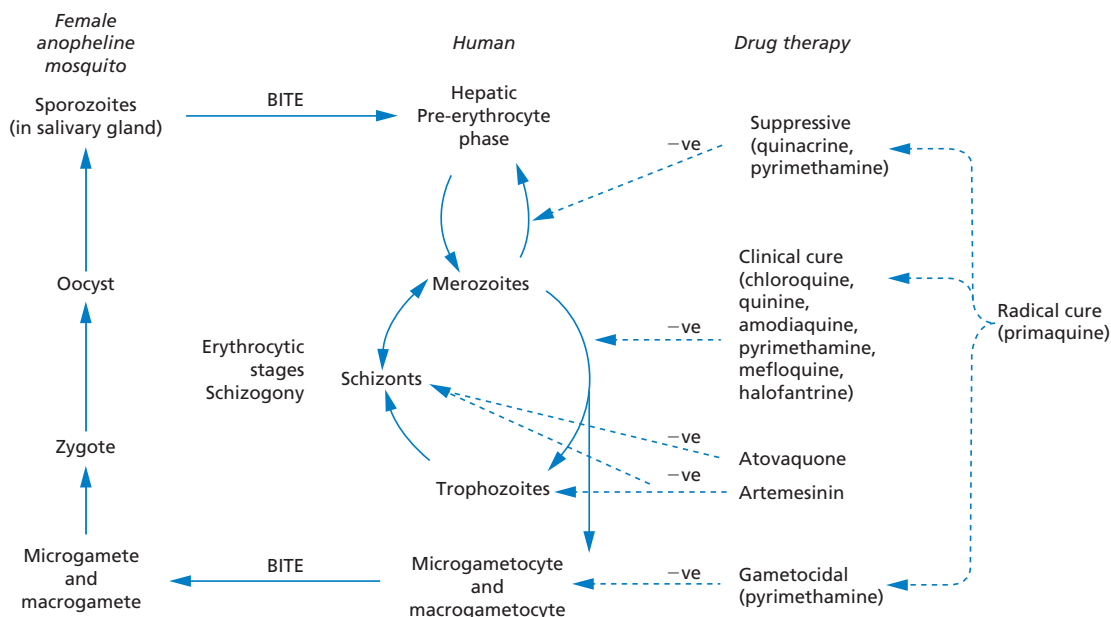 Female
anopheline
mosquito
Human
Drug therapy
Sporozoites
(in salivary gland)
BITE
Hepatic
Pre-erythrocyte
phase
–ve
Suppressive
(quinacrine,
pyrimethamine)
Oocyst
Merozoites
Clinical cure
(chloroquine,
quinine,
amodiaquine,
pyrimethamine,
mefloquine,
halofantrine)
–ve
Radical cure
(primaquine)
Erythrocytic
stages
Schizogony
Schizonts
Zygote
–ve
Atovaquone
Trophozoites
–ve
Artemesinin
Microgamete
and
macrogamete
BITE
Microgametocyte
and
macrogametocyte
–ve
Gametocidal
(pyrimethamine)